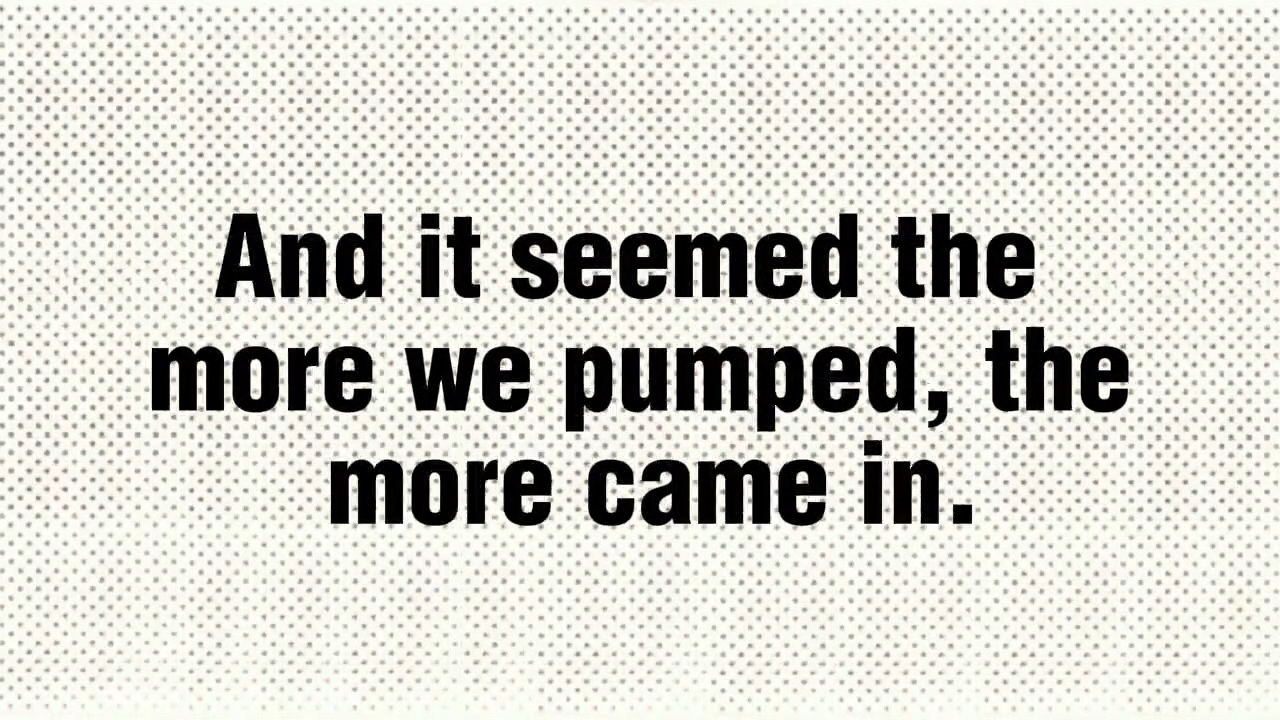 And it seemed the
more we pumped, the
more came in.